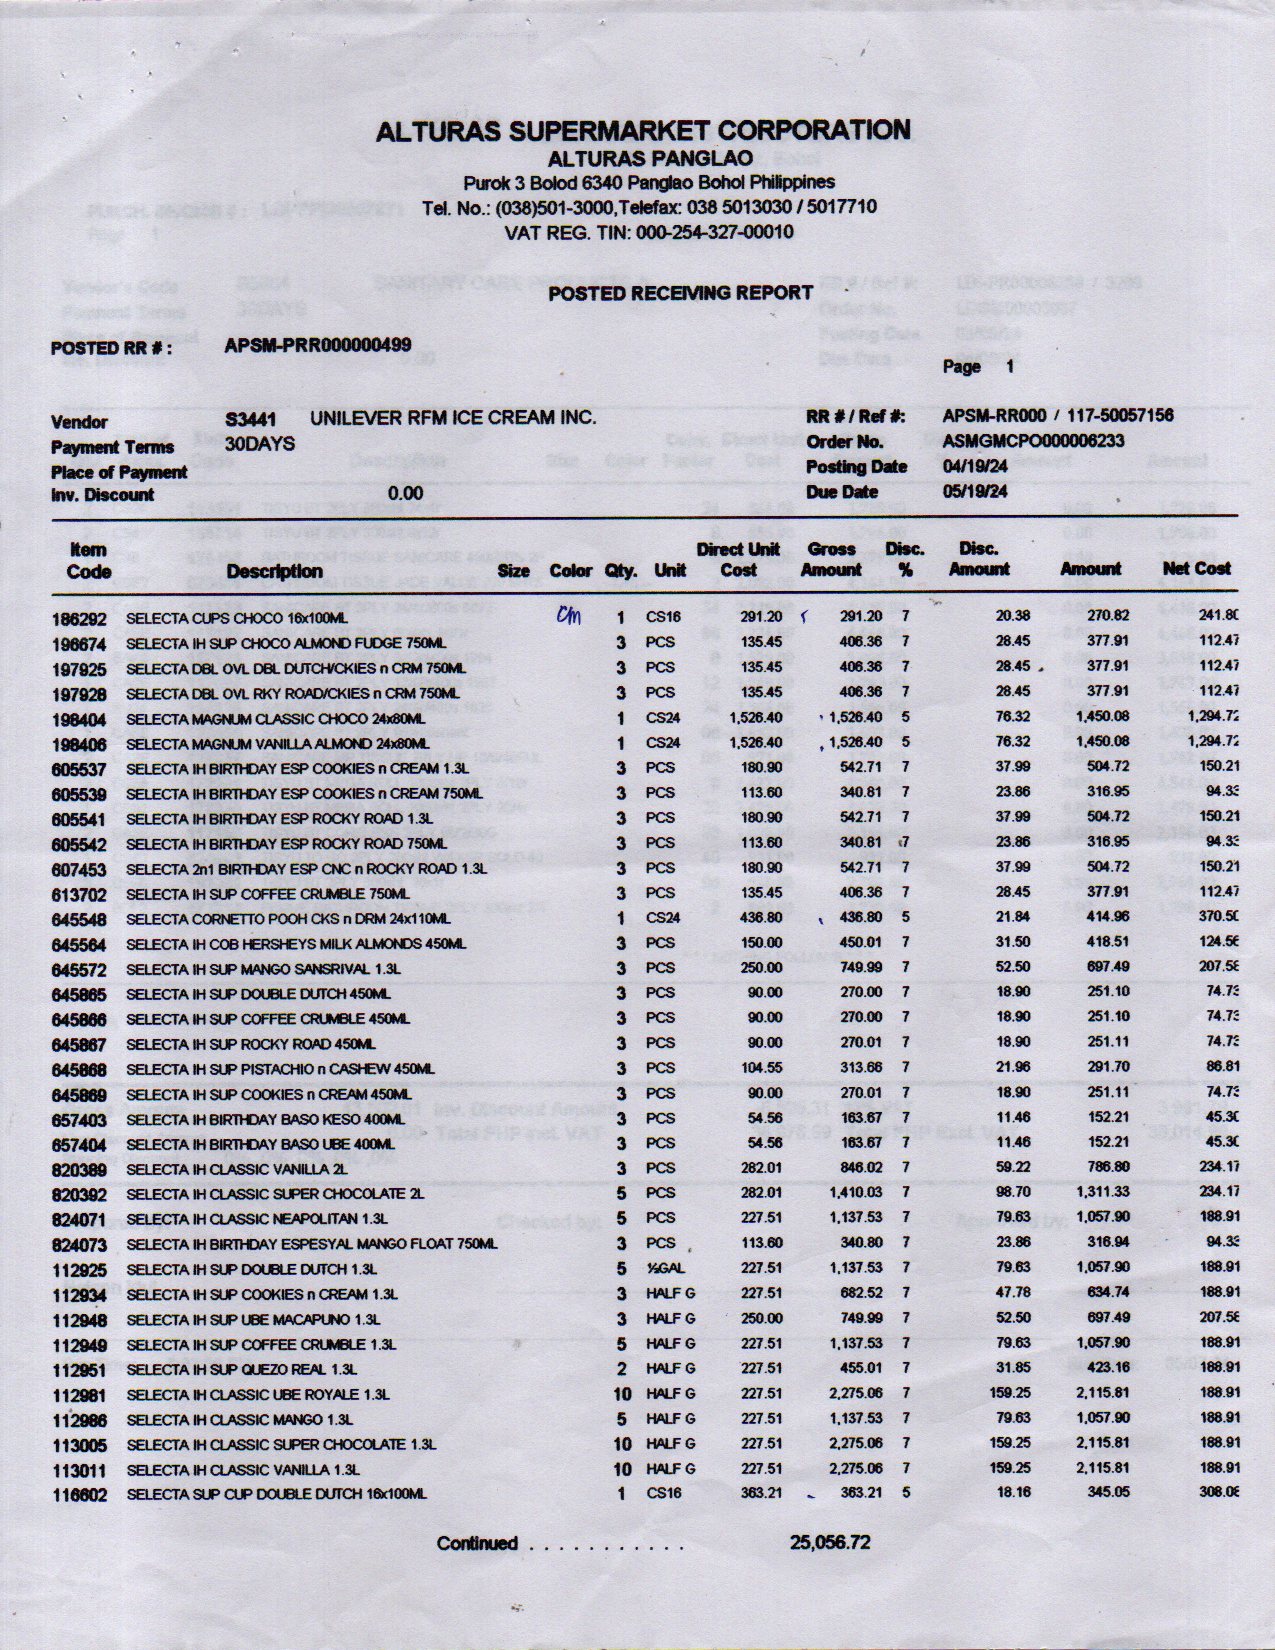 ALTURAS SUPERMARKET CORPORATION
ALTURAS PANGLAO
Purok 3 Bolod 6340 Panglao Bohol Philippines
Tel. No.: (038)501-3000,Telefax: 038 5013030 / 5017710
VAT REG. TIN: 000-254-327-00010
POSTED RECEIVING REPORT
POSTED RR # : APSM-PRR000000499
Page 1
Vendor S3441 UNILEVER RFM ICE CREAM INC. RR # / Ref #: APSM-RR000 / 117-50057156
Payment Terms 30DAYS Order No. ASMGMCPO000006233
Place of Payment Posting Date 04/19/24
Inv. Discount 0.00 Due Date 05/19/24
Item Direct Unit Gross Disc. Disc.
Code Description Size Color Qty. Unit Cost Amount % Amount Amount Net Cost
186292 SELECTA CUPS CHOCO 16x100ML cm 1 CS16 291.20 291.20 7 20.38 270.82 241.80
196674 SELECTA IH SUP CHOCO ALMOND FUDGE 750ML 3 PCS 135.45 406.36 7 28.45 377.91 112.47
197925 SELECTA DBL OVL DBL DUTCH/CKIES n CRM 750ML 3 PCS 135.45 406.36 7 28.45 377.91 112.47
197928 SELECTA DBL OVL RKY ROAD/CKIES n CRM 750ML 3 PCS 135.45 406.36 7 28.45 377.91 112.47
198404 SELECTA MAGNUM CLASSIC CHOCO 24x80ML 1 CS24 1,526.40 1,526.40 5 76.32 1,450.08 1,294.72
198406 SELECTA MAGNUM VANILLA ALMOND 24x80ML 1 CS24 1,526.40 1,526.40 5 76.32 1,450.08 1,294.72
605537 SELECTA IH BIRTHDAY ESP COOKIES n CREAM 1.3L 3 PCS 180.90 542.71 7 37.99 504.72 150.21
605539 SELECTA IH BIRTHDAY ESP COOKIES n CREAM 750ML 3 PCS 113.60 340.81 7 23.86 316.95 94.33
605541 SELECTA IH BIRTHDAY ESP ROCKY ROAD 1.3L 3 PCS 180.90 542.71 7 37.99 504.72 150.21
605542 SELECTA IH BIRTHDAY ESP ROCKY ROAD 750ML 3 PCS 113.60 340.81 7 23.86 316.95 94.33
607453 SELECTA 2n1 BIRTHDAY ESP CNC n ROCKY ROAD 1.3L 3 PCS 180.90 542.71 7 37.99 504.72 150.21
613702 SELECTA IH SUP COFFEE CRUMBLE 750ML 3 PCS 135.45 406.36 7 28.45 377.91 112.47
645548 SELECTA CORNETTO POOH CKS n DRM 24x110ML 1 CS24 436.80 436.80 5 21.84 414.96 370.50
645564 SELECTA IH COB HERSHEYS MILK ALMONDS 450ML 3 PCS 150.00 450.01 7 31.50 418.51 124.56
645572 SELECTA IH SUP MANGO SANSRIVAL 1.3L 3 PCS 250.00 749.99 7 52.50 697.49 207.58
645865 SELECTA IH SUP DOUBLE DUTCH 450ML 3 PCS 90.00 270.00 7 18.90 251.10 74.73
645866 SELECTA IH SUP COFFEE CRUMBLE 450ML 3 PCS 90.00 270.00 7 18.90 251.10 74.73
645867 SELECTA IH SUP ROCKY ROAD 450ML 3 PCS 90.00 270.01 7 18.90 251.11 74.73
645868 SELECTA IH SUP PISTACHIO n CASHEW 450ML 3 PCS 104.55 313.66 7 21.96 291.70 86.81
645869 SELECTA IH SUP COOKIES n CREAM 450ML 3 PCS 90.00 270.01 7 18.90 251.11 74.73
657403 SELECTA IH BIRTHDAY BASO KESO 400ML 3 PCS 54.56 163.67 7 11.46 152.21 45.30
657404 SELECTA IH BIRTHDAY BASO UBE 400ML 3 PCS 54.56 163.67 7 11.46 152.21 45.30
820389 SELECTA IH CLASSIC VANILLA 2L 3 PCS 282.01 846.02 7 59.22 786.80 234.17
820392 SELECTA IH CLASSIC SUPER CHOCOLATE 2L 5 PCS 282.01 1,410.03 7 98.70 1,311.33 234.17
824071 SELECTA IH CLASSIC NEAPOLITAN 1.3L 5 PCS 227.51 1,137.53 7 79.63 1,057.90 188.91
824073 SELECTA IH BIRTHDAY ESPESYAL MANGO FLOAT 750ML 3 PCS 113.60 340.80 7 23.86 316.94 94.33
112925 SELECTA IH SUP DOUBLE DUTCH 1.3L 5 ½GAL 227.51 1,137.53 7 79.63 1,057.90 188.91
112934 SELECTA IH SUP COOKIES n CREAM 1.3L 3 HALF G 227.51 682.52 7 47.78 634.74 188.91
112948 SELECTA IH SUP UBE MACAPUNO 1.3L 3 HALF G 250.00 749.99 7 52.50 697.49 207.58
112949 SELECTA IH SUP COFFEE CRUMBLE 1.3L 5 HALF G 227.51 1,137.53 7 79.63 1,057.90 188.91
112951 SELECTA IH SUP QUEZO REAL 1.3L 2 HALF G 227.51 455.01 7 31.85 423.16 188.91
112981 SELECTA IH CLASSIC UBE ROYALE 1.3L 10 HALF G 227.51 2,275.06 7 159.25 2,115.81 188.91
112986 SELECTA IH CLASSIC MANGO 1.3L 5 HALF G 227.51 1,137.53 7 79.63 1,057.90 188.91
113005 SELECTA IH CLASSIC SUPER CHOCOLATE 1.3L 10 HALF G 227.51 2,275.06 7 159.25 2,115.81 188.91
113011 SELECTA IH CLASSIC VANILLA 1.3L 10 HALF G 227.51 2,275.06 7 159.25 2,115.81 188.91
116602 SELECTA SUP CUP DOUBLE DUTCH 16x100ML 1 CS16 363.21 363.21 5 18.16 345.05 308.08
Continued . . . . . . . . . . . 25,056.72